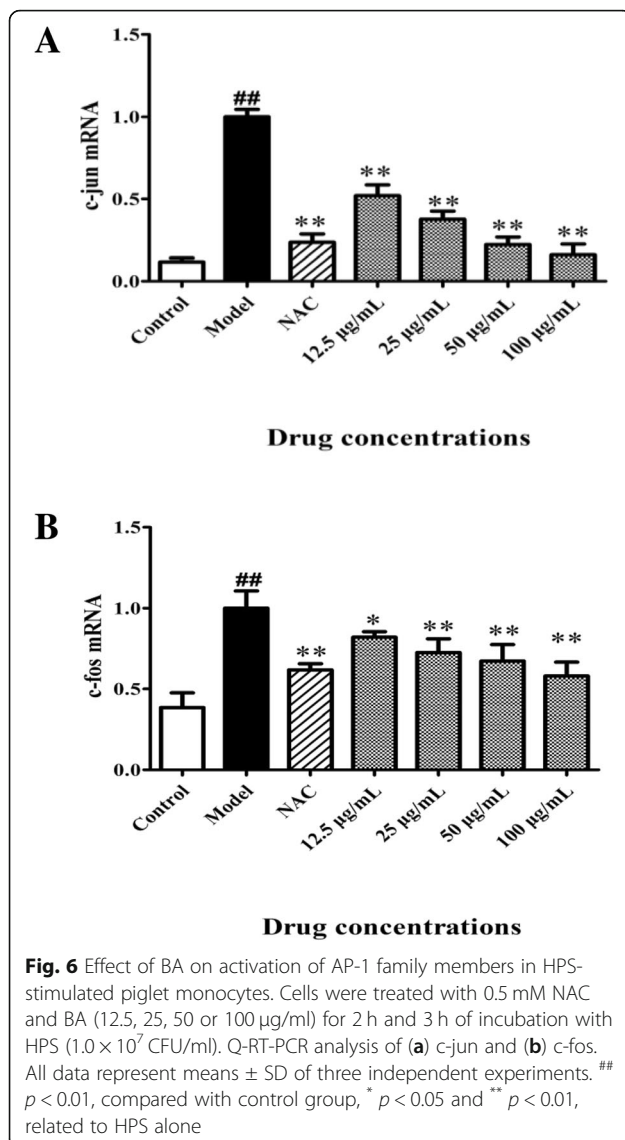 A
1.5
1.0
0.5
0.0
c-jun mRNA
##
**
**
**
**
**
Control
Model
NAC
12.5 µg/mL
25 µg/mL
50 µg/mL
100 µg/mL
Drug concentrations
B
1.5
1.0
0.5
0.0
c-fos mRNA
##
**
*
**
**
**
Control
Model
NAC
12.5 µg/mL
25 µg/mL
50 µg/mL
100 µg/mL
Drug concentrations
Fig. 6 Effect of BA on activation of AP-1 family members in HPS-
stimulated piglet monocytes. Cells were treated with 0.5 mM NAC
and BA (12.5, 25, 50 or 100 µg/ml) for 2 h and 3 h of incubation with
HPS (1.0 × 10⁷ CFU/ml). Q-RT-PCR analysis of (a) c-jun and (b) c-fos.
All data represent means ± SD of three independent experiments. ##
p < 0.01, compared with control group, * p < 0.05 and ** p < 0.01,
related to HPS alone